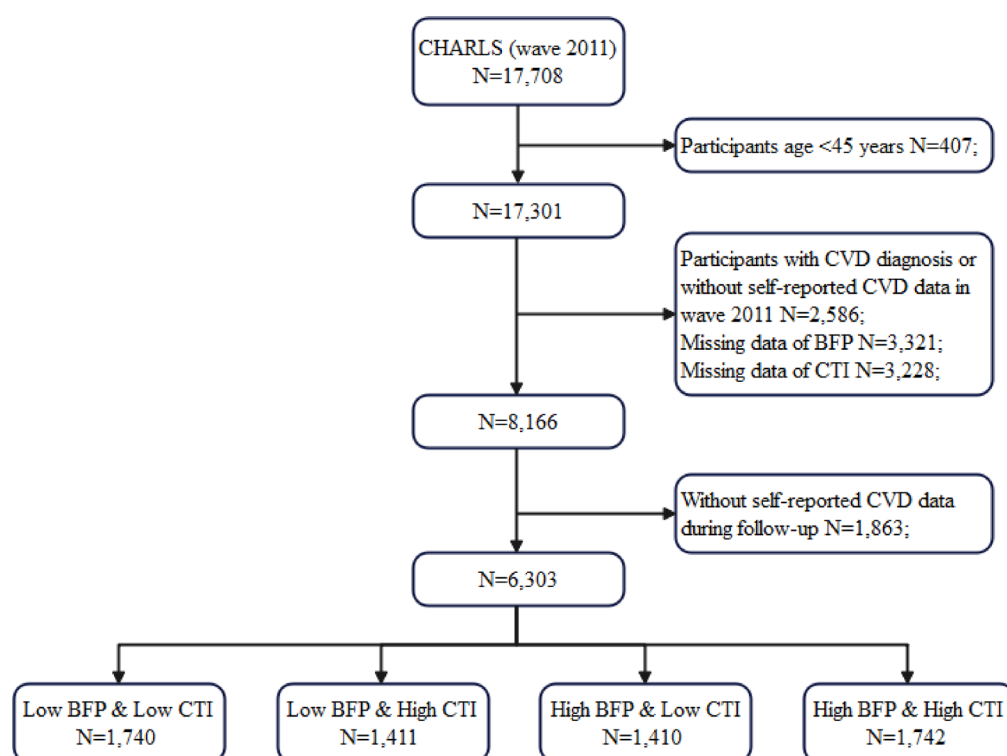 CHARLS (wave 2011)
N=17,708
Participants age <45 years N=407;
N=17,301
Participants with CVD diagnosis or
without self-reported CVD data in
wave 2011 N=2,586;
Missing data of BFP N=3,321;
Missing data of CTI N=3,228;
N=8,166
Without self-reported CVD data
during follow-up N=1,863;
N=6,303
Low BFP & Low CTI
N=1,740
Low BFP & High CTI
N=1,411
High BFP & Low CTI
N=1,410
High BFP & High CTI
N=1,742